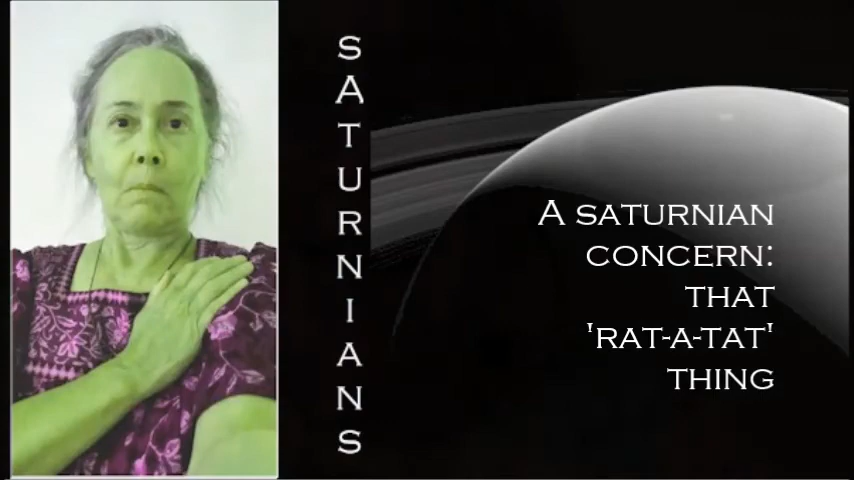 SATURNIANS
A SATURNIAN
CONCERN:
THAT
'RAT-A-TAT'
THING